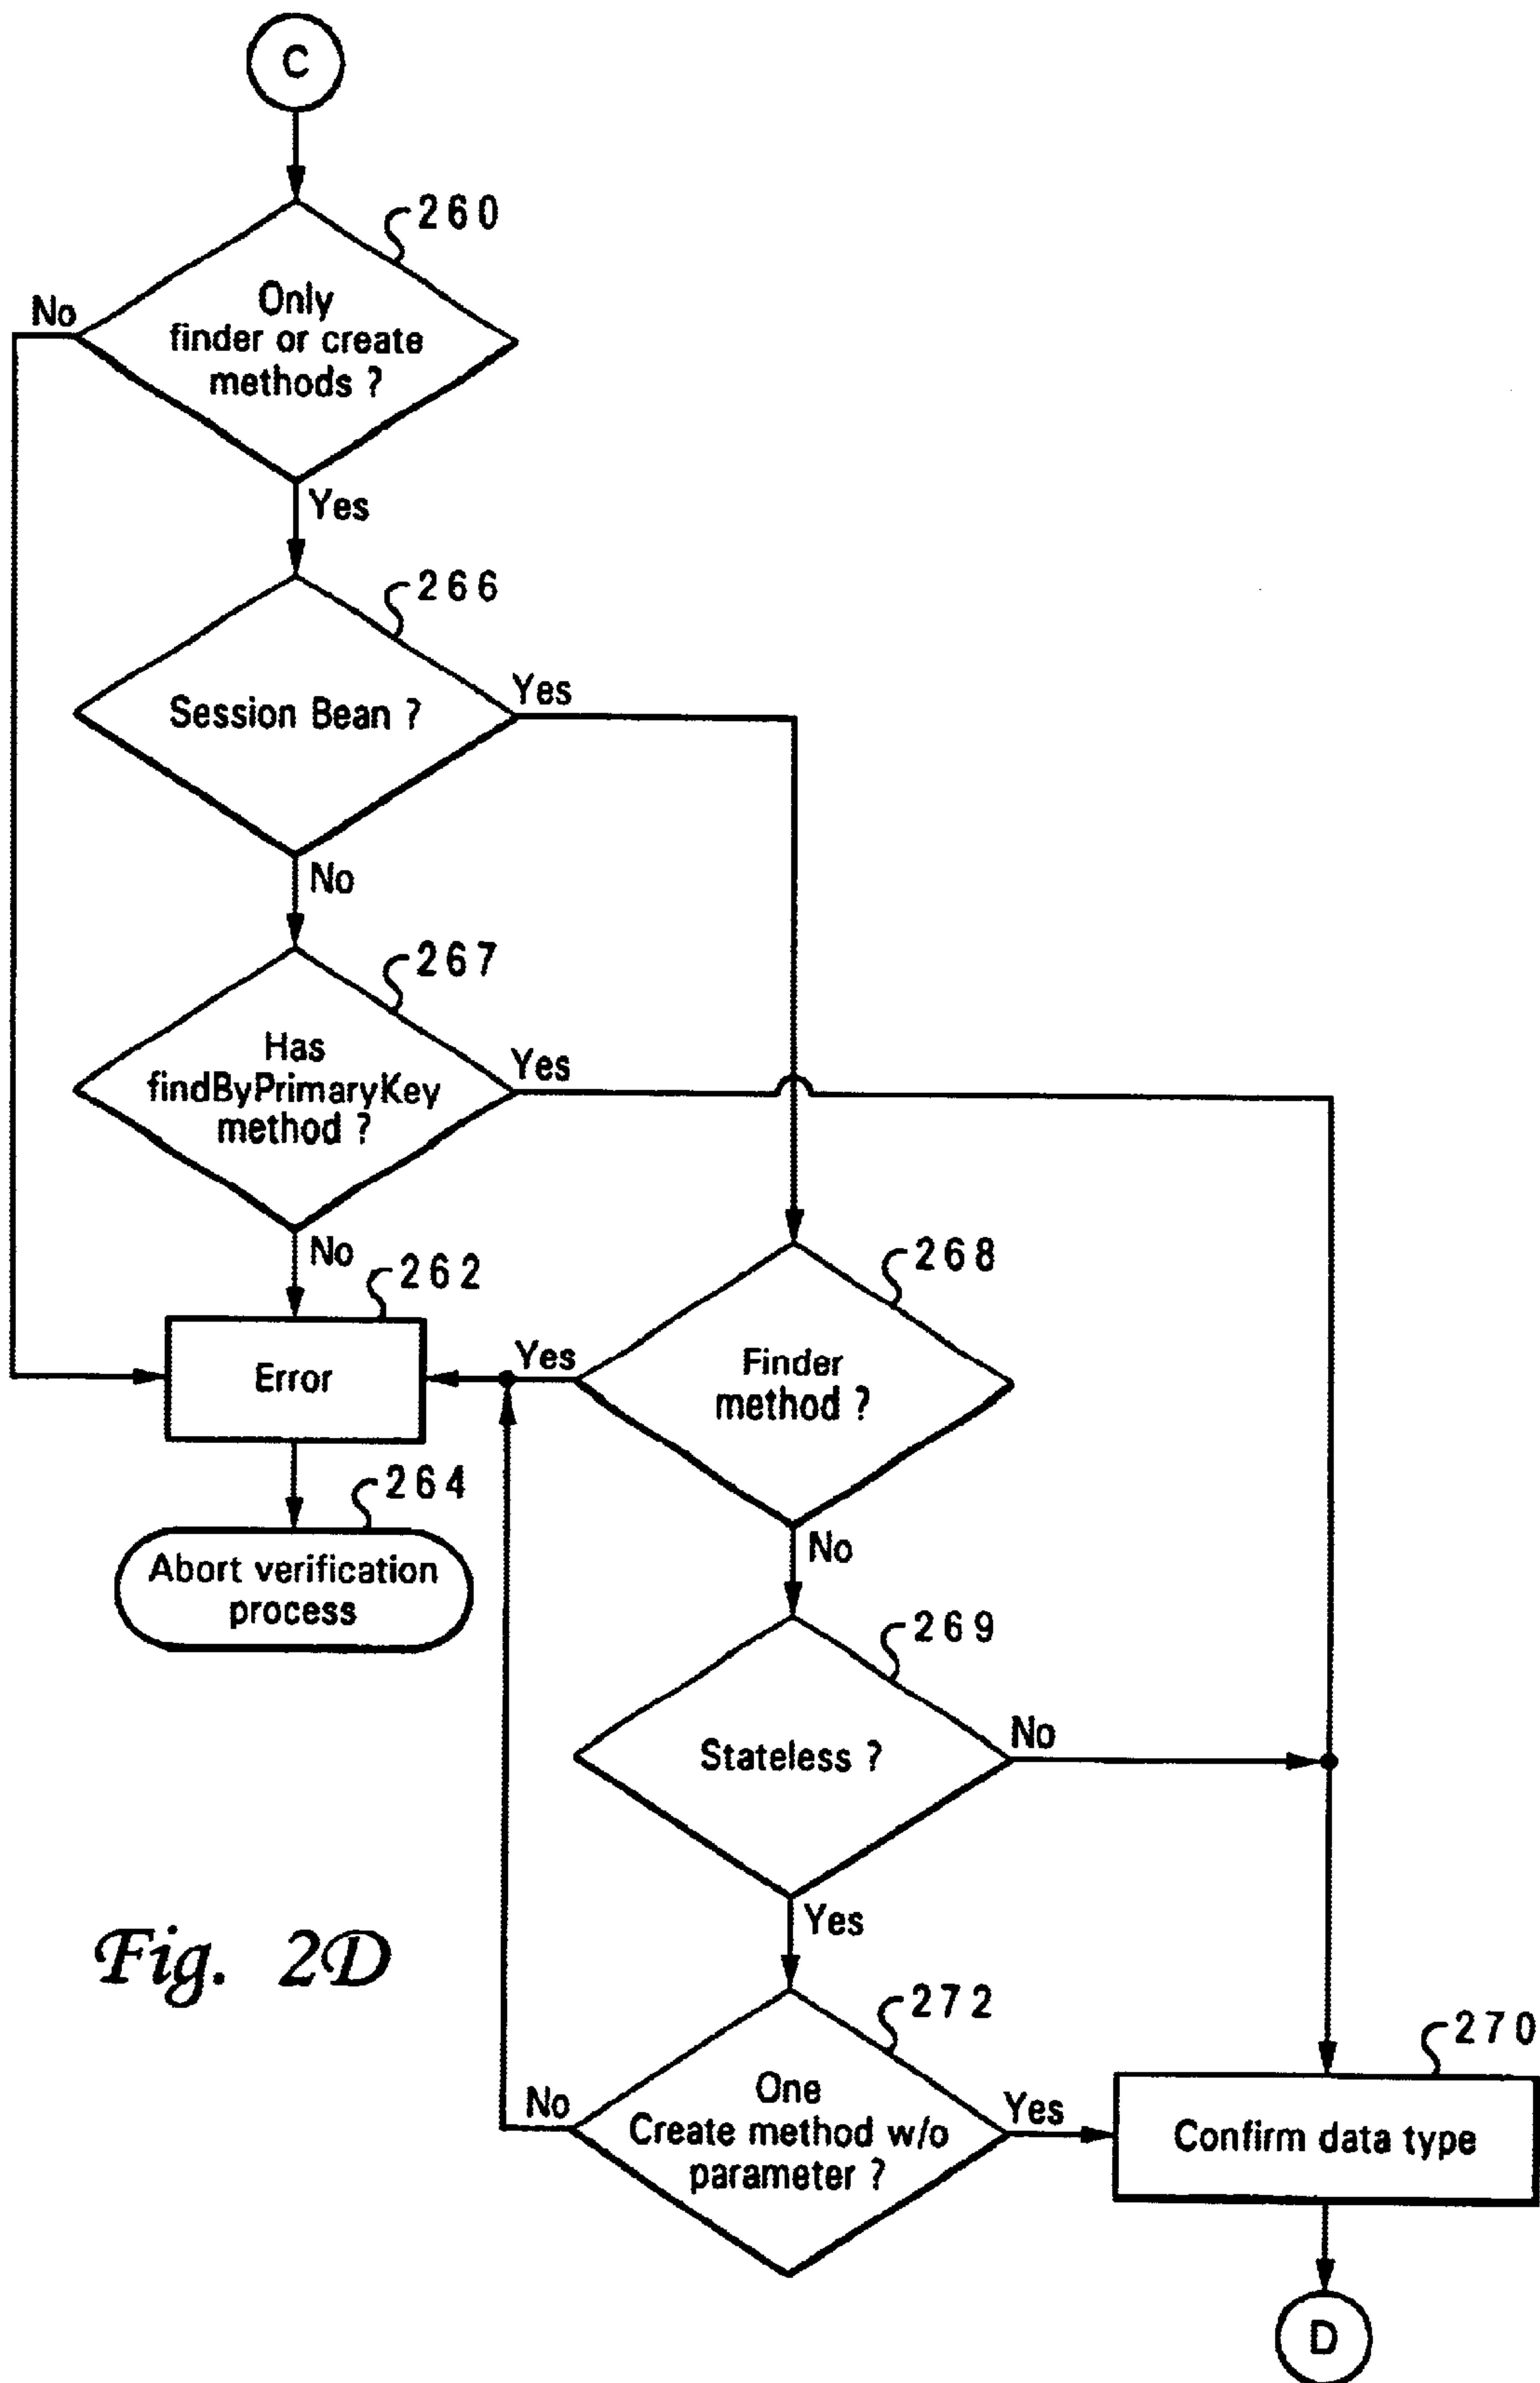 C
260
Only
finder or create
methods ?
No
Yes
266
Session Bean ?
Yes
No
267
Has
findByPrimaryKey
method ?
Yes
No
262
Error
264
Abort verification
process
268
Finder
method ?
Yes
No
269
Stateless ?
No
Yes
272
One
Create method w/o
parameter ?
No
Yes
270
Confirm data type
D
Fig. 2D